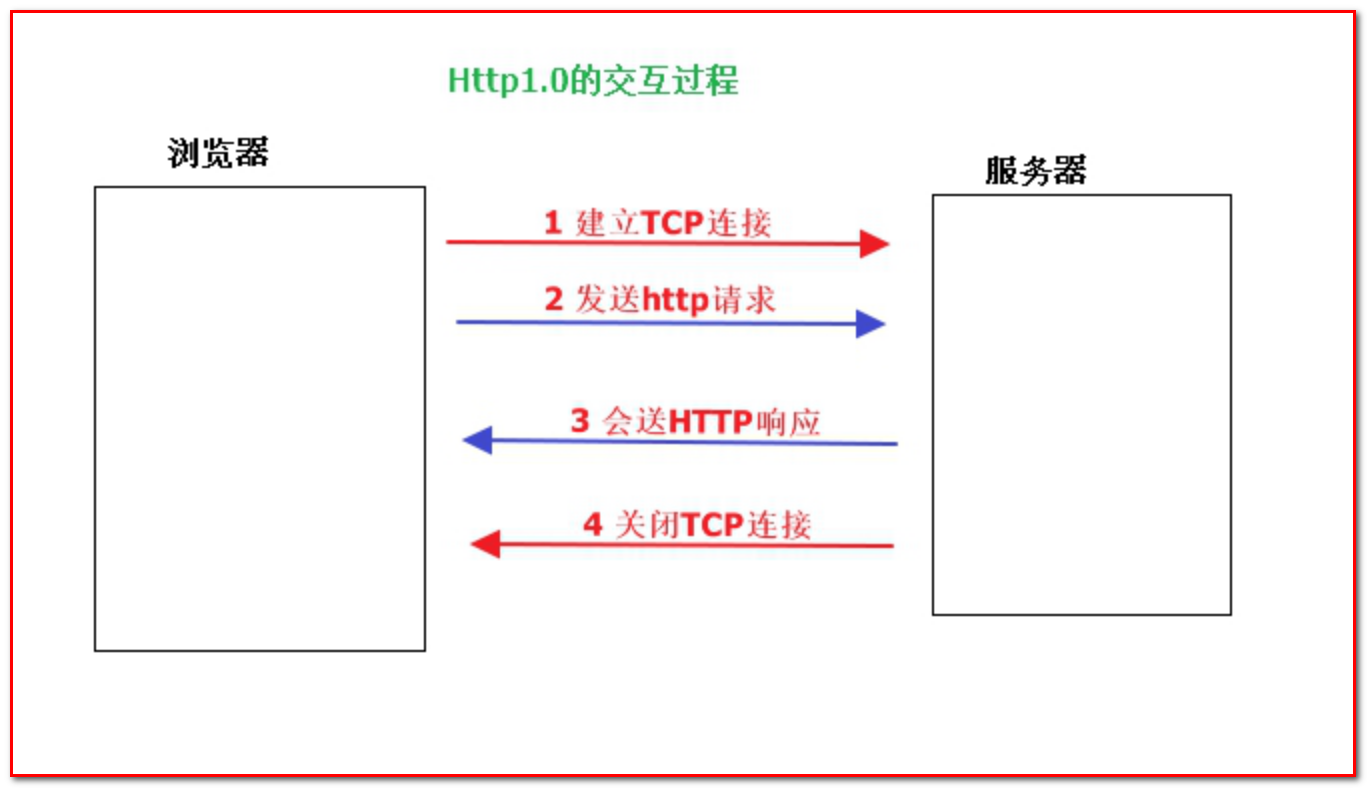 Http1.0的交互过程
浏览器
服务器
1 建立TCP连接
2 发送http请求
3 会送HTTP响应
4 关闭TCP连接